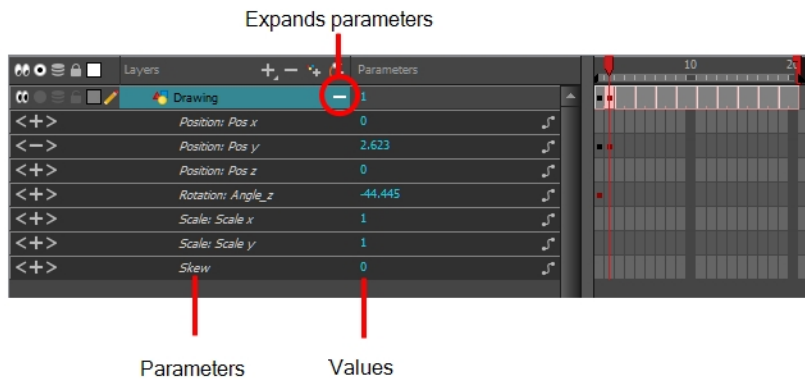 Expands parameters
Layers Parameters 10
Drawing 1
<+> Position: Pos x 0
<-> Position: Pos y 2.623
<+> Position: Pos z 0
<+> Rotation: Angle_z -44.445
<+> Scale: Scale x 1
<+> Scale: Scale y 1
<+> Skew 0
Parameters Values